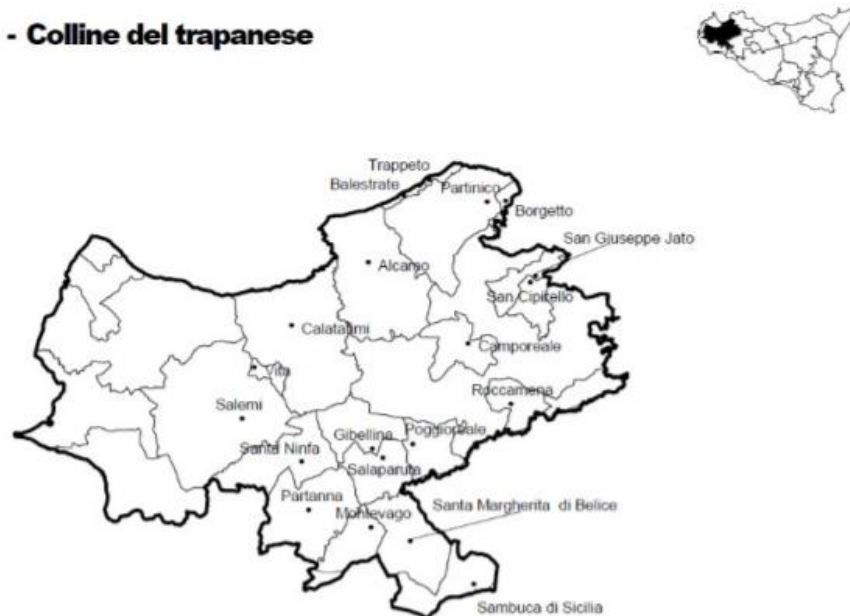 - Colline del trapanese
Trappeto
Balestrate
Partinico
Borgetto
San Giuseppe Jato
Alcamo
San Cipirello
Calatafimi
Camporeale
Vita
Roccamena
Salemi
Gibellina
Poggioreale
Santa Ninfa
Salaparuta
Partanna
Santa Margherita di Belice
Montevago
Sambuca di Sicilia